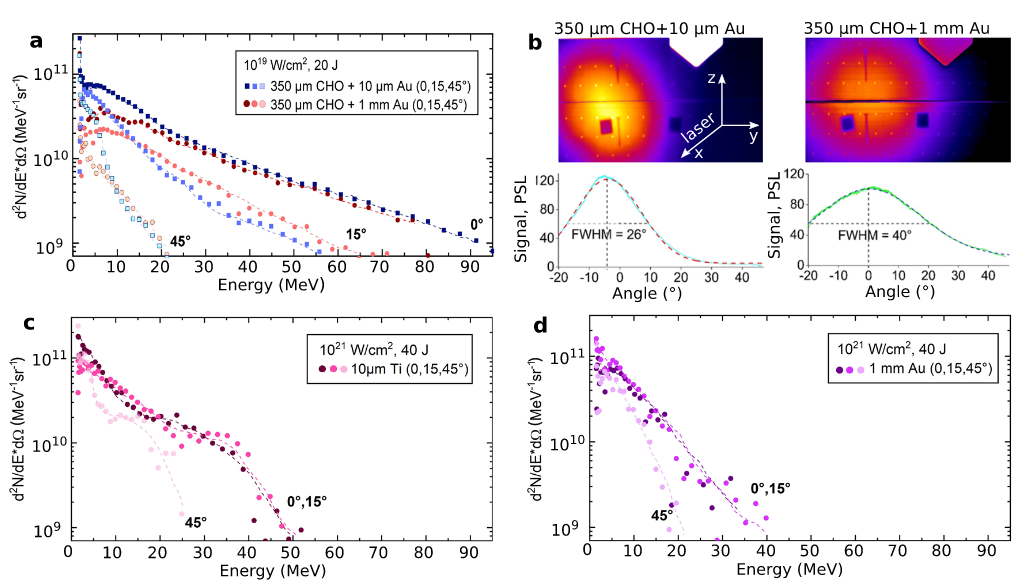 a
10¹⁹ W/cm², 20 J
350 µm CHO + 10 µm Au (0,15,45°)
350 µm CHO + 1 mm Au (0,15,45°)
d²N/dE*dΩ (MeV⁻¹sr⁻¹)
10¹¹
10¹⁰
10⁹
45°
15°
0°
0 10 20 30 40 50 60 70 80 90
Energy (MeV)
b
350 µm CHO+10 µm Au
z
laser
x
y
350 µm CHO+1 mm Au
Signal, PSL
120
80
40
0
FWHM = 26°
-20 -10 0 10 20 30 40
Angle (°)
Signal, PSL
120
80
40
0
FWHM = 40°
-20 0 20 40
Angle (°)
c
10²¹ W/cm², 40 J
10µm Ti (0,15,45°)
d²N/dE*dΩ (MeV⁻¹sr⁻¹)
10¹¹
10¹⁰
10⁹
45°
0°,15°
0 10 20 30 40 50 60 70 80 90
Energy (MeV)
d
10²¹ W/cm², 40 J
1 mm Au (0,15,45°)
d²N/dE*dΩ (MeV⁻¹sr⁻¹)
10¹¹
10¹⁰
10⁹
45°
0°,15°
0 10 20 30 40 50 60 70 80 90
Energy (MeV)